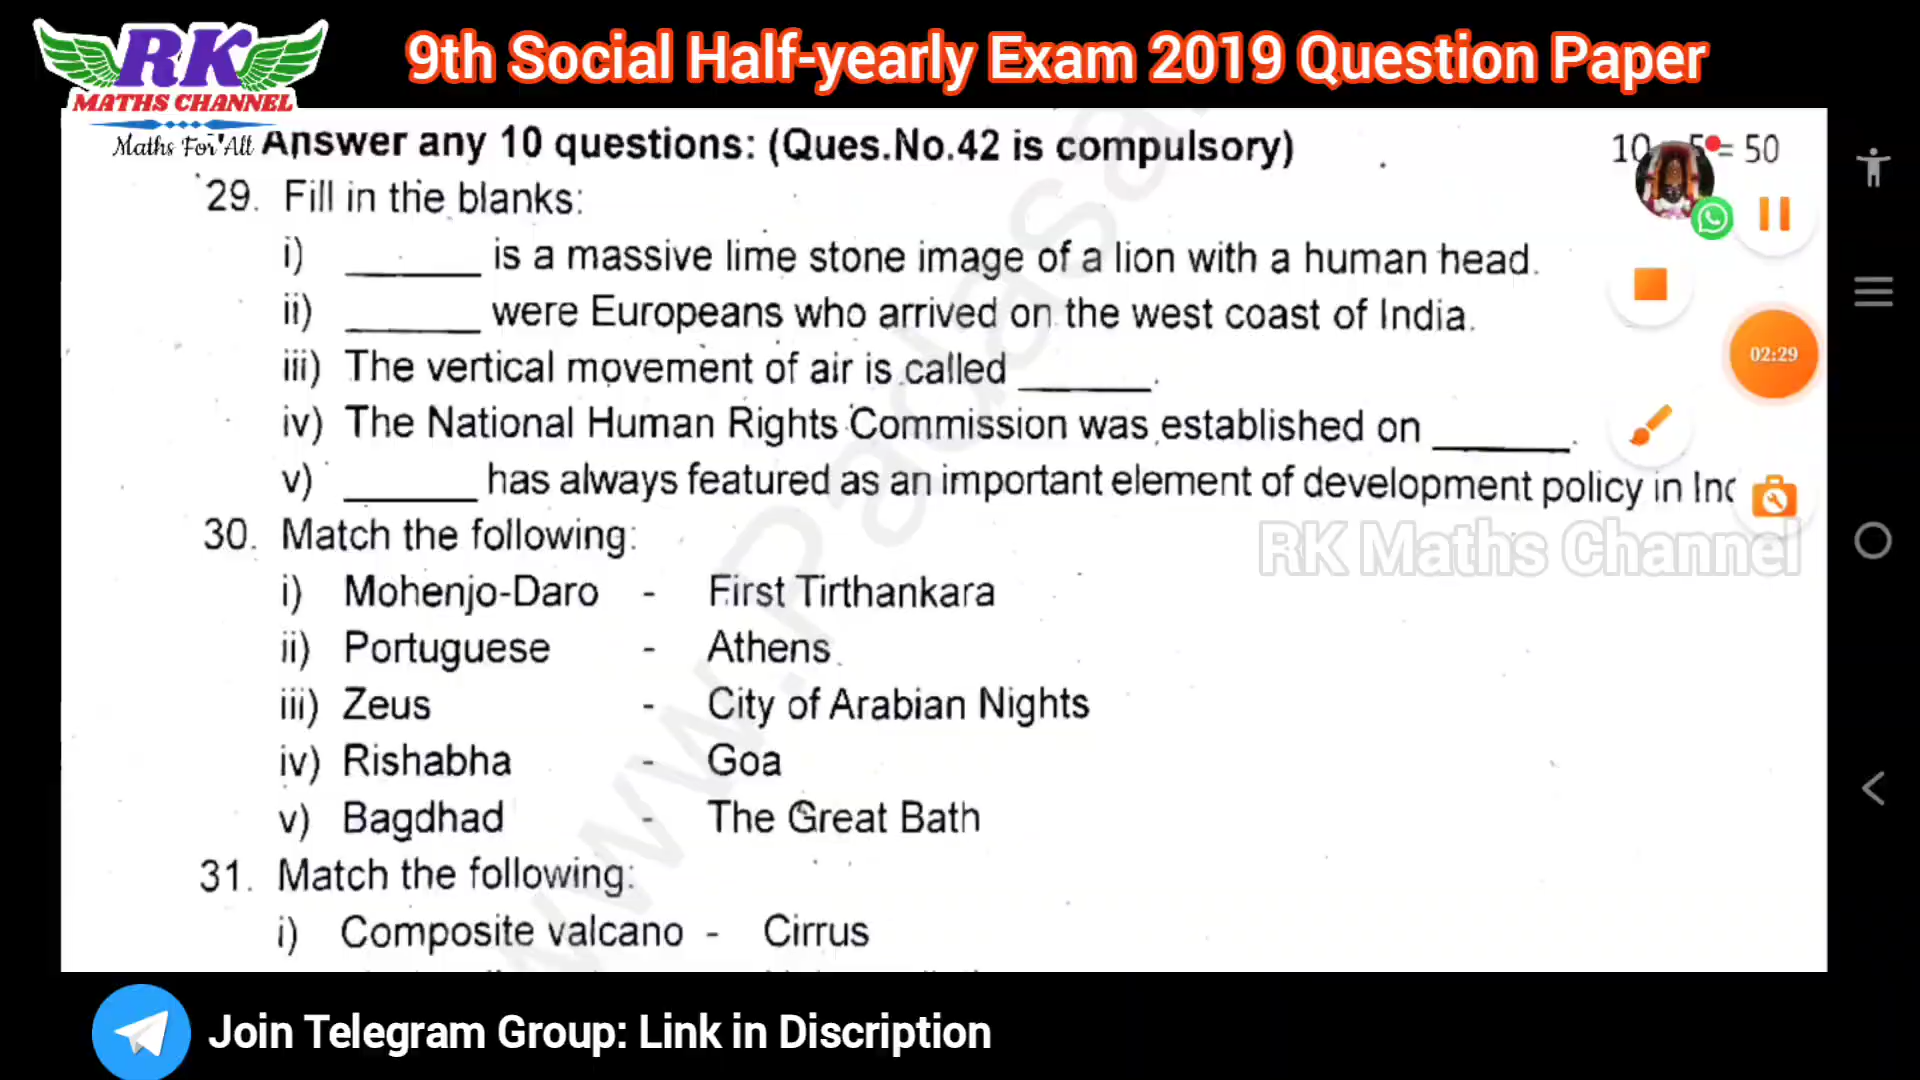 RK
MATHS CHANNEL
Maths For All
9th Social Half-yearly Exam 2019 Question Paper
Answer any 10 questions: (Ques.No.42 is compulsory) 10 5 = 50
29. Fill in the blanks:
i) ______ is a massive lime stone image of a lion with a human head.
ii) ______ were Europeans who arrived on the west coast of India.
iii) The vertical movement of air is called ______.
iv) The National Human Rights Commission was established on ______.
v) ______ has always featured as an important element of development policy in
02:29
30. Match the following:
RK Maths Channel
i) Mohenjo-Daro - First Tirthankara
ii) Portuguese - Athens
iii) Zeus - City of Arabian Nights
iv) Rishabha - Goa
v) Bagdhad - The Great Bath
31. Match the following:
i) Composite valcano - Cirrus
Join Telegram Group: Link in Discription